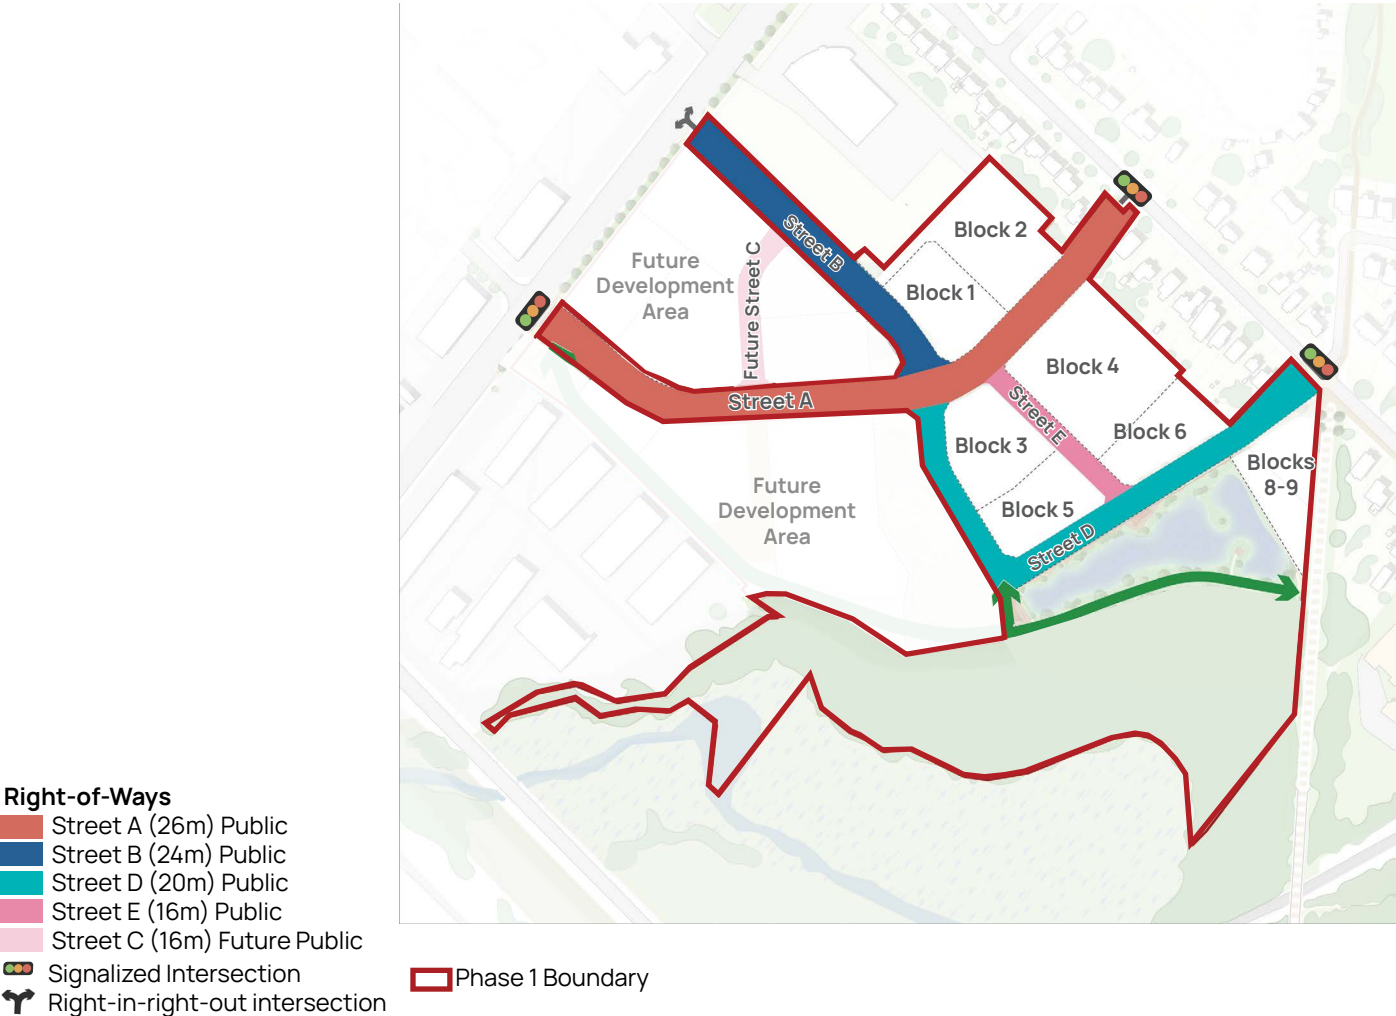 Block 2
Street B
Future Street C
Future
Development
Area
Block 1
Block 4
Street A
Street E
Block 3
Block 6
Blocks
8-9
Future
Development
Area
Block 5
Street D
Right-of-Ways
Street A (26m) Public
Street B (24m) Public
Street D (20m) Public
Street E (16m) Public
Street C (16m) Future Public
Signalized Intersection
Right-in-right-out intersection
Phase 1 Boundary